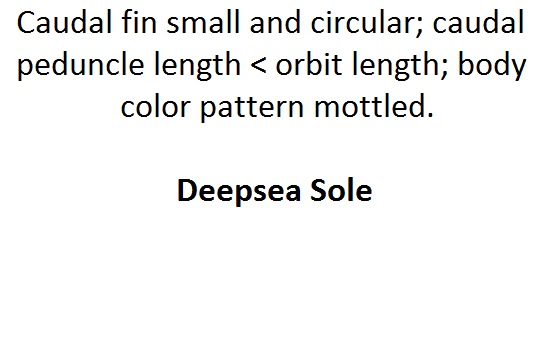 Caudal fin small and circular; caudal
peduncle length < orbit length; body
color pattern mottled.
Deepsea Sole